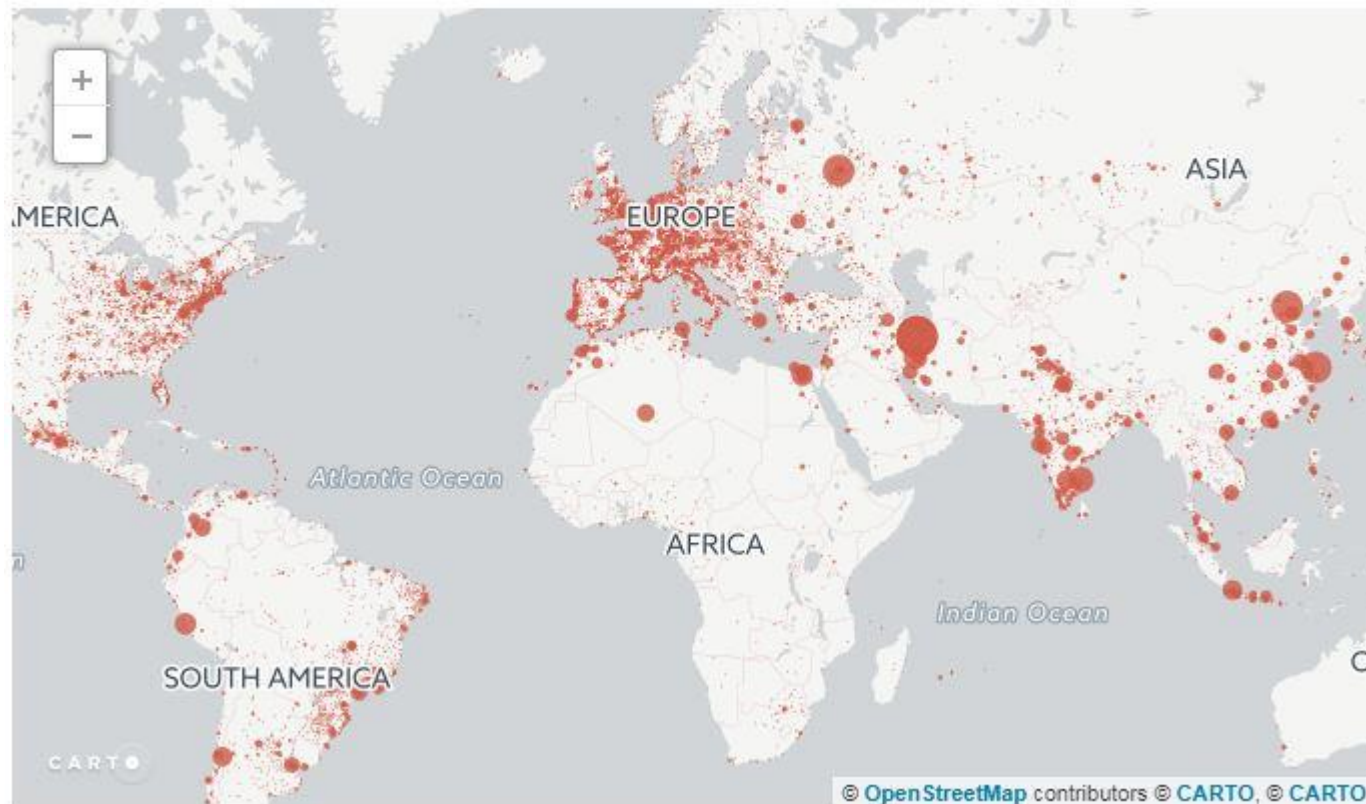 +
−
ASIA
AMERICA
EUROPE
Atlantic Ocean
AFRICA
Indian Ocean
SOUTH AMERICA
CARTO
© OpenStreetMap contributors © CARTO, © CARTO